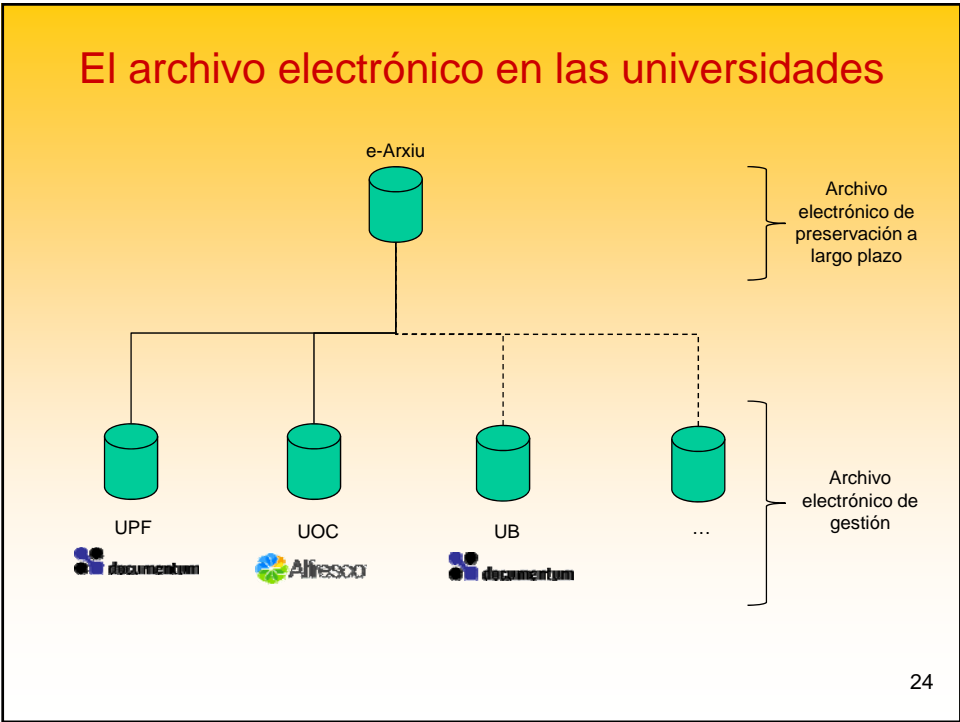 El archivo electrónico en las universidades
e-Arxiu
Archivo
electrónico de
preservación a
largo plazo
Archivo
electrónico de
gestión
UPF
UOC
UB
…
documentum
Alfresco
documentum
24